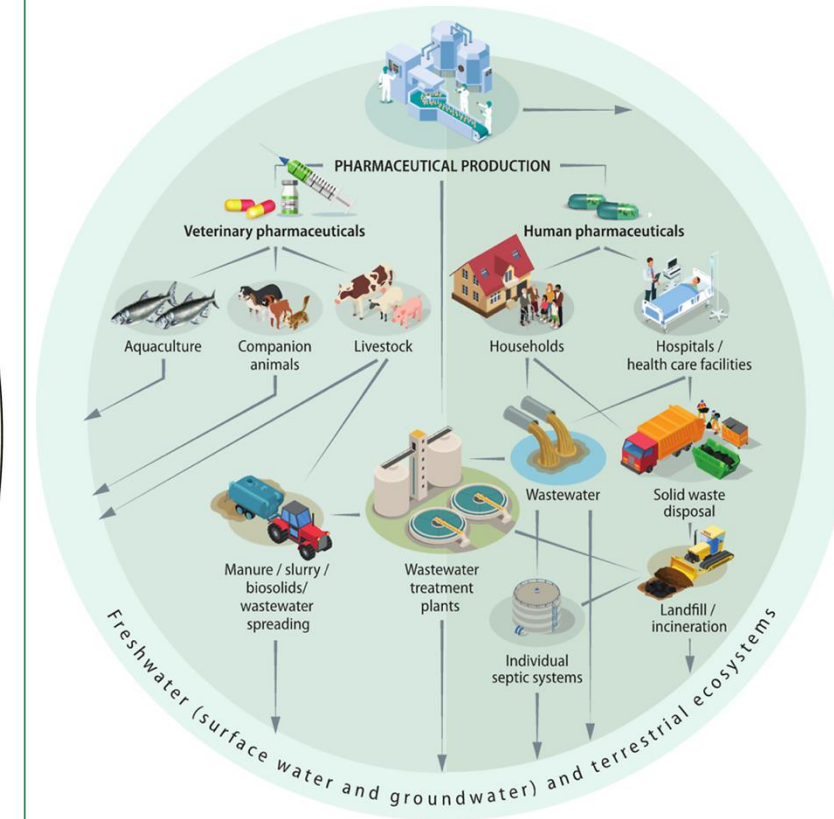 PHARMACEUTICAL PRODUCTION
Veterinary pharmaceuticals
Human pharmaceuticals
Aquaculture
Companion
animals
Livestock
Households
Hospitals /
health care facilities
Wastewater
Solid waste
disposal
Manure / slurry /
biosolids/
wastewater
spreading
Wastewater
treatment
plants
Landfill /
incineration
Individual
septic systems
Freshwater (surface water and groundwater) and terrestrial ecosystems